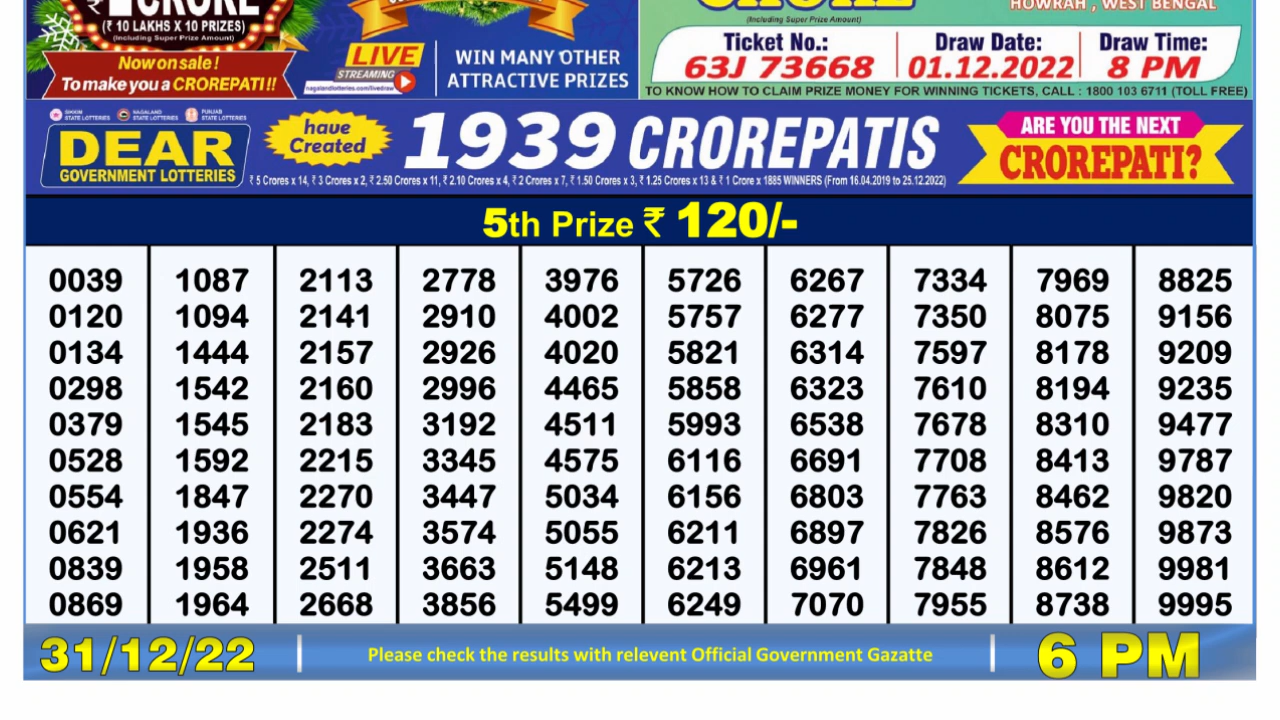 CRORE
(₹ 10 LAKHS X 10 PRIZES)
(Including Super Prize Amount)
Now on sale!
To make you a CROREPATI!!
LIVE
STREAMING
nagalandlotteries.com/livedraw
WIN MANY OTHER
ATTRACTIVE PRIZES
CRORE
(Including Super Prize Amount)
HOWRAH , WEST BENGAL
Ticket No.: Draw Date: Draw Time:
63J 73668 01.12.2022 8 PM
TO KNOW HOW TO CLAIM PRIZE MONEY FOR WINNING TICKETS, CALL : 1800 103 6711 (TOLL FREE)
SIKKIM STATE LOTTERIES NAGALAND STATE LOTTERIES PUNJAB STATE LOTTERIES
DEAR
GOVERNMENT LOTTERIES
have
Created
1939 CROREPATIS
₹ 5 Crores x 14, ₹ 3 Crores x 2, ₹ 2.50 Crores x 11, ₹ 2.10 Crores x 4, ₹ 2 Crores x 7, ₹ 1.50 Crores x 3, ₹ 1.25 Crores x 13 & ₹ 1 Crore x 1885 WINNERS (From 16.04.2019 to 25.12.2022)
ARE YOU THE NEXT
CROREPATI?
5th Prize ₹ 120/-
0039 1087 2113 2778 3976 5726 6267 7334 7969 8825
0120 1094 2141 2910 4002 5757 6277 7350 8075 9156
0134 1444 2157 2926 4020 5821 6314 7597 8178 9209
0298 1542 2160 2996 4465 5858 6323 7610 8194 9235
0379 1545 2183 3192 4511 5993 6538 7678 8310 9477
0528 1592 2215 3345 4575 6116 6691 7708 8413 9787
0554 1847 2270 3447 5034 6156 6803 7763 8462 9820
0621 1936 2274 3574 5055 6211 6897 7826 8576 9873
0839 1958 2511 3663 5148 6213 6961 7848 8612 9981
0869 1964 2668 3856 5499 6249 7070 7955 8738 9995
31/12/22 Please check the results with relevent Official Government Gazatte 6 PM